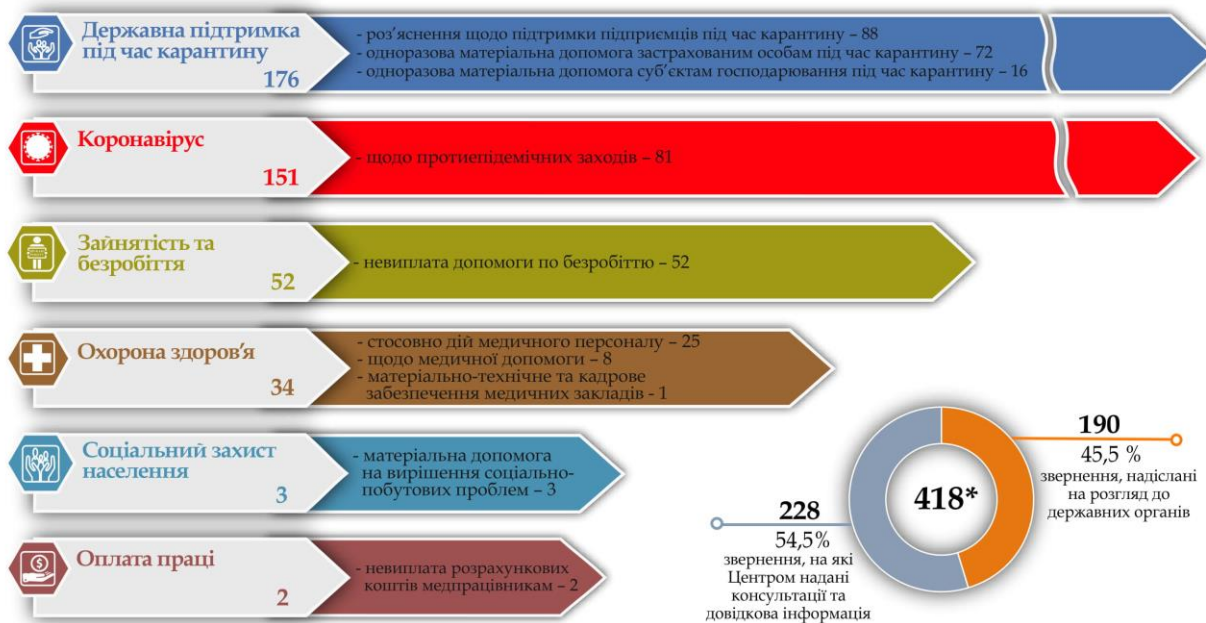 Державна підтримка
під час карантину
176
- роз’яснення щодо підтримки підприємців під час карантину – 88
- одноразова матеріальна допомога застрахованим особам під час карантину – 72
- одноразова матеріальна допомога суб’єктам господарювання під час карантину – 16
Коронавірус
151
- щодо протиепідемічних заходів – 81
Зайнятість та
безробіття
52
- невиплата допомоги по безробіттю – 52
Охорона здоров'я
34
- стосовно дій медичного персоналу – 25
- щодо медичної допомоги – 8
- матеріально-технічне та кадрове
забезпечення медичних закладів - 1
Соціальний захист
населення
3
- матеріальна допомога
на вирішення соціально-
побутових проблем – 3
Оплата праці
2
- невиплата розрахункових
коштів медпрацівникам – 2
418*
190
45,5 %
звернення, надіслані
на розгляд до
державних органів
228
54,5%
звернення, на які
Центром надані
консультації та
довідкова інформація